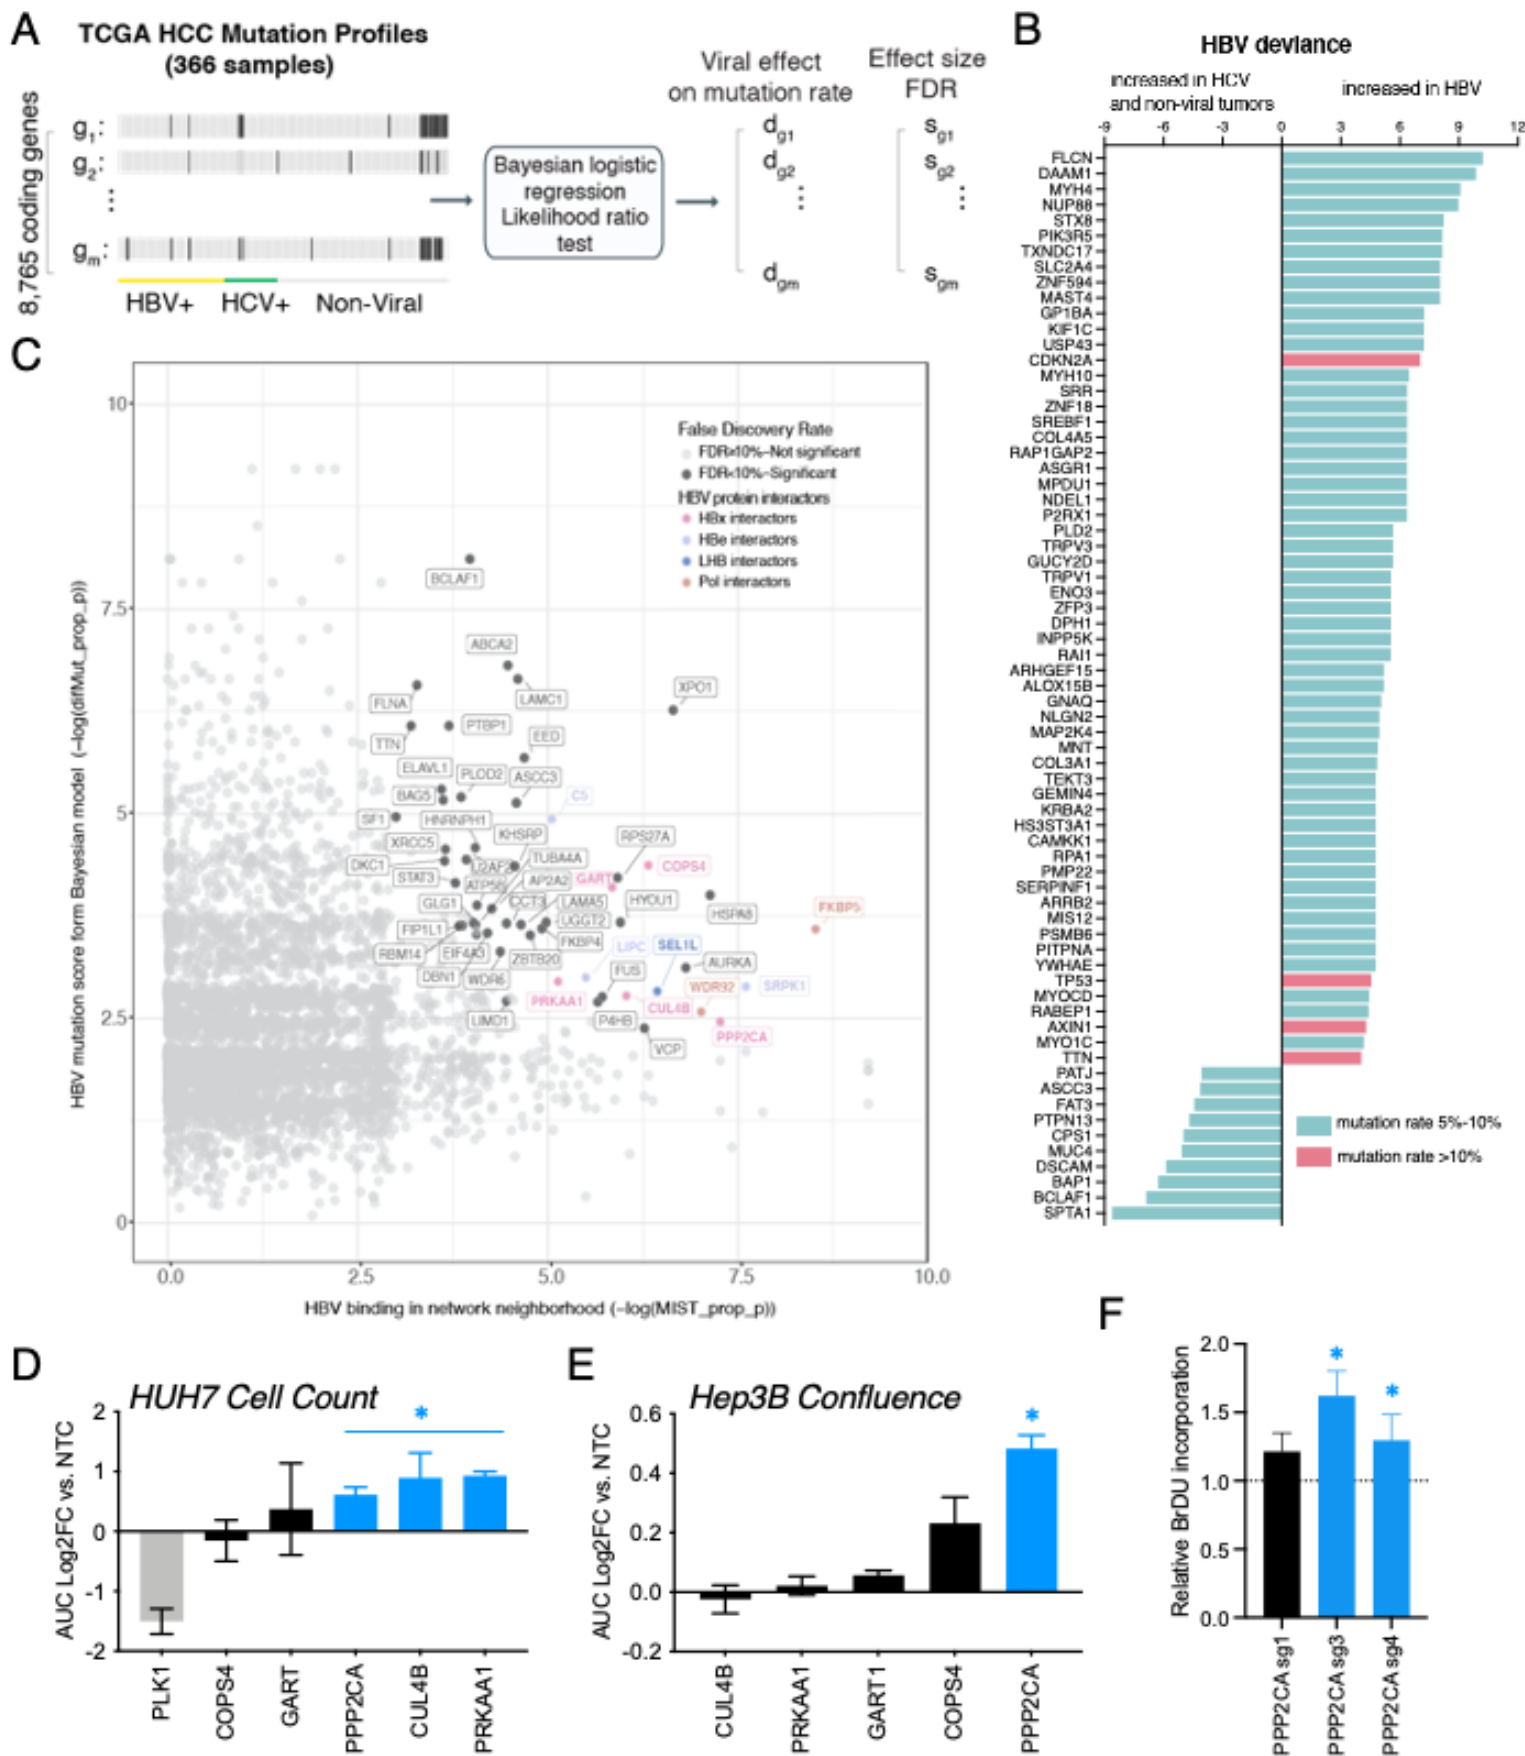 A
TCGA HCC Mutation Profiles
(366 samples)
8,765 coding genes
g1:
g2:
gm:
HBV+
HCV+
Non-Viral
Bayesian logistic
regression
Likelihood ratio
test
Viral effect
on mutation rate
dg1
dg2
dgm
Effect size
FDR
sg1
sg2
sgm
B
HBV deviance
increased in HCV
and non-viral tumors
increased in HBV
-9 -6 -3 0 3 6 9 12
FLCN
DAAM1
MYH4
NUP88
STX8
PIK3R5
TXNDC17
SLC2A4
ZNF594
MAST4
GP1BA
KIF1C
USP43
CDKN2A
MYH10
SRR
ZNF18
SREBF1
COL4A5
RAP1GAP2
ASGR1
MPDU1
NDEL1
P2RX1
PLD2
TRPV3
GUCY2D
TRPV1
ENO3
ZFP3
DPH1
INPP5K
RAI1
ARHGEF15
ALOX15B
GNAQ
NLGN2
MAP2K4
MNT
COL3A1
TEKT3
GEMIN4
KRBA2
HS3ST3A1
CAMKK1
RPA1
PMP22
SERPINF1
ARRB2
MIS12
PSMB6
PITPNA
YWHAE
TP53
MYOCD
RABEP1
AXIN1
MYO1C
TTN
PATJ
ASCC3
FAT3
PTPN13
CPS1
MUC4
DSCAM
BAP1
BCLAF1
SPTA1
mutation rate 5%-10%
mutation rate >10%
C
HBV mutation score form Bayesian model (-log(difMut_prop_p))
10
7.5
5
2.5
0
False Discovery Rate
FDR≥10%-Not significant
FDR<10%-Significant
HBV protein interactors
HBx interactors
HBe interactors
LHB interactors
Pol interactors
BCLAF1
ABCA2
FLNA
LAMC1
XPO1
TTN
PTBP1
EED
ELAVL1
PLOD2
ASCC3
BAG5
C5
SF1
HNRNPH1
KHSRP
RPS27A
XRCC5
DKC1
U2AF2
TUBA4A
COPS4
STAT3
ATP5B
AP2A2
GART
GLG1
CCT3
LAMA5
HYOU1
HSPA8
FKBP5
FIP1L1
UGGT2
RBM14
EIF4A3
ZBTB20
FKBP4
LIPC
SEL1L
DBN1
WDR6
FUS
AURKA
PRKAA1
WDR92
SRPK1
CUL4B
LIMD1
P4HB
PPP2CA
VCP
0.0 2.5 5.0 7.5 10.0
HBV binding in network neighborhood (-log(MIST_prop_p))
D
HUH7 Cell Count
AUC Log2FC vs. NTC
2
1
0
-1
-2
*
PLK1
COPS4
GART
PPP2CA
CUL4B
PRKAA1
E
Hep3B Confluence
AUC Log2FC vs. NTC
0.6
0.4
0.2
0.0
-0.2
*
CUL4B
PRKAA1
GART1
COPS4
PPP2CA
F
Relative BrDU incorporation
2.0
1.5
1.0
0.5
0.0
*
*
PPP2CA sg1
PPP2CA sg3
PPP2CA sg4